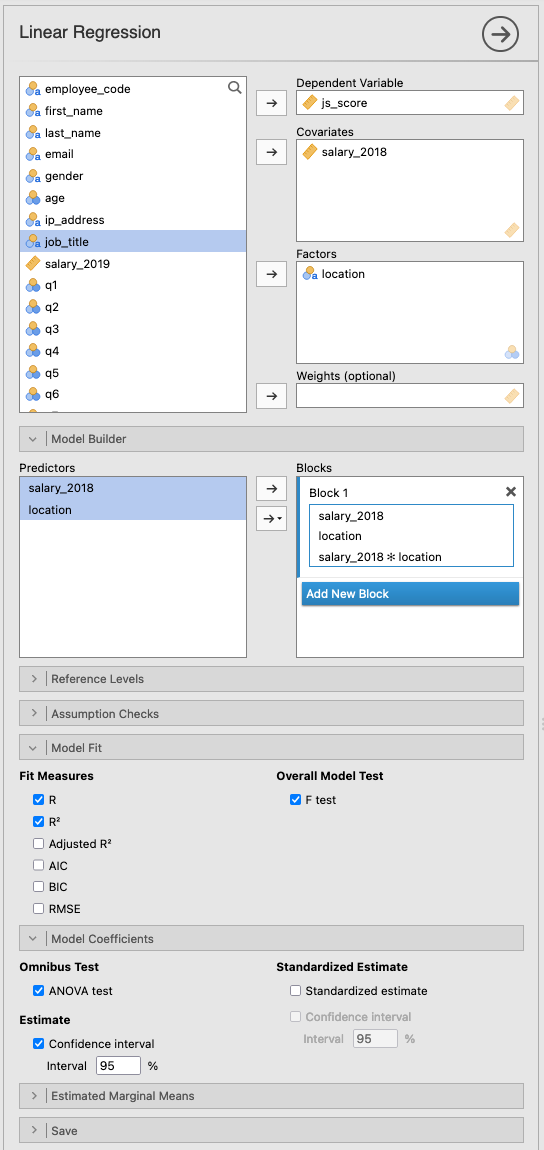 Linear Regression
employee_code
first_name
last_name
email
gender
age
ip_address
job_title
salary_2019
q1
q2
q3
q4
q5
q6
Dependent Variable
js_score
Covariates
salary_2018
Factors
location
Weights (optional)
Model Builder
Predictors
salary_2018
location
Blocks
Block 1
salary_2018
location
salary_2018 ✻ location
Add New Block
Reference Levels
Assumption Checks
Model Fit
Fit Measures
R
R²
Adjusted R²
AIC
BIC
RMSE
Overall Model Test
F test
Model Coefficients
Omnibus Test
ANOVA test
Estimate
Confidence interval
Interval 95 %
Standardized Estimate
Standardized estimate
Confidence interval
Interval 95 %
Estimated Marginal Means
Save